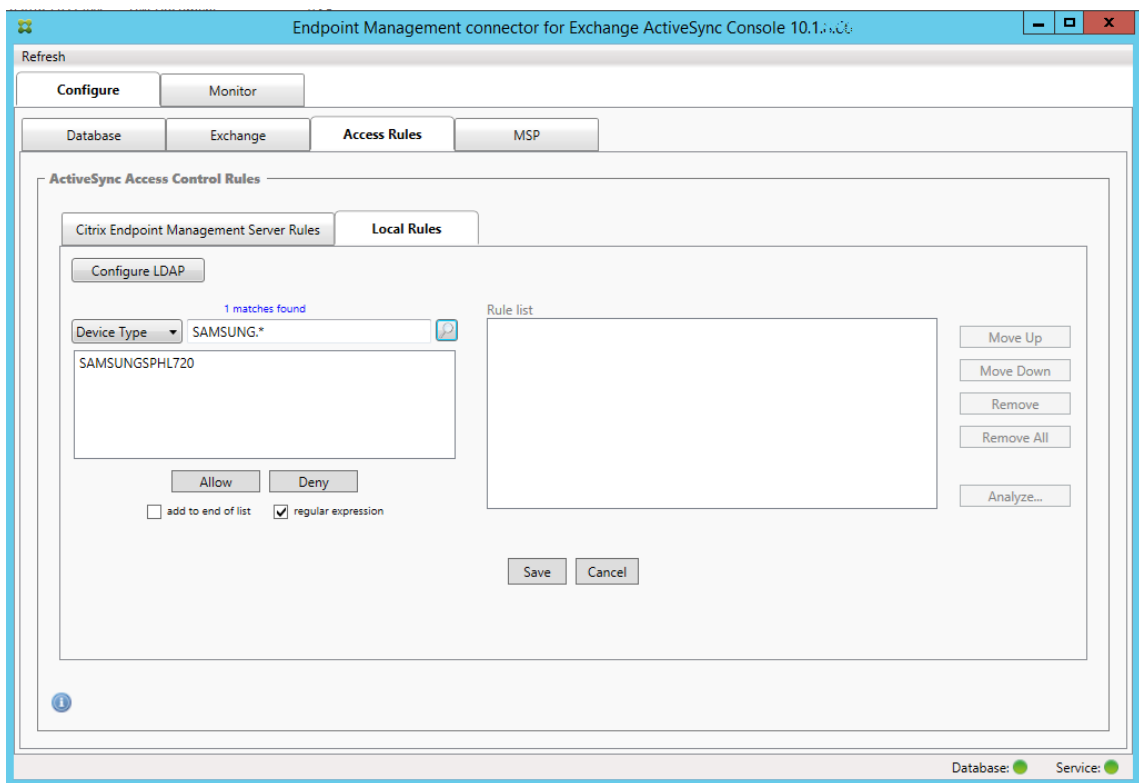 Endpoint Management connector for Exchange ActiveSync Console 10.1
Refresh
Configure Monitor
Database Exchange Access Rules MSP
ActiveSync Access Control Rules
Citrix Endpoint Management Server Rules Local Rules
Configure LDAP
1 matches found Rule list
Device Type SAMSUNG.* Move Up
SAMSUNGSPHL720 Move Down
Remove
Remove All
Allow Deny Analyze...
add to end of list regular expression
Save Cancel
Database: Service: